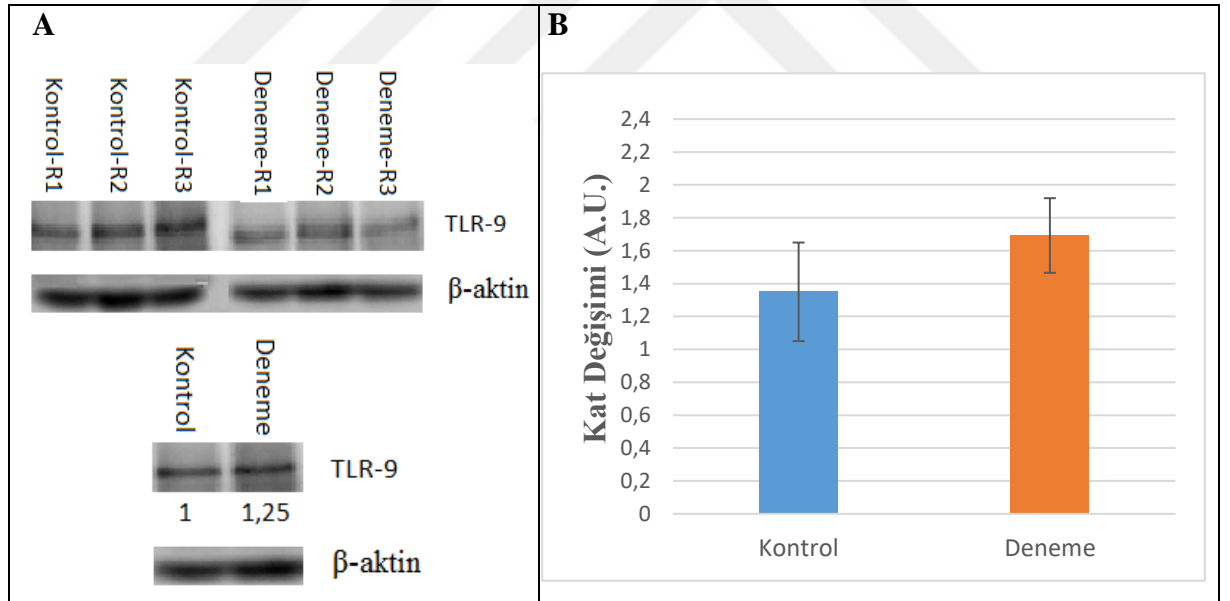 A
Kontrol-R1
Kontrol-R2
Kontrol-R3
Deneme-R1
Deneme-R2
Deneme-R3
TLR-9
β-aktin
Kontrol
Deneme
TLR-9
1 1,25
β-aktin
B
Kat Değişimi (A.U.)
2,4
2,2
2
1,8
1,6
1,4
1,2
1
0,8
0,6
0,4
0,2
0
Kontrol Deneme